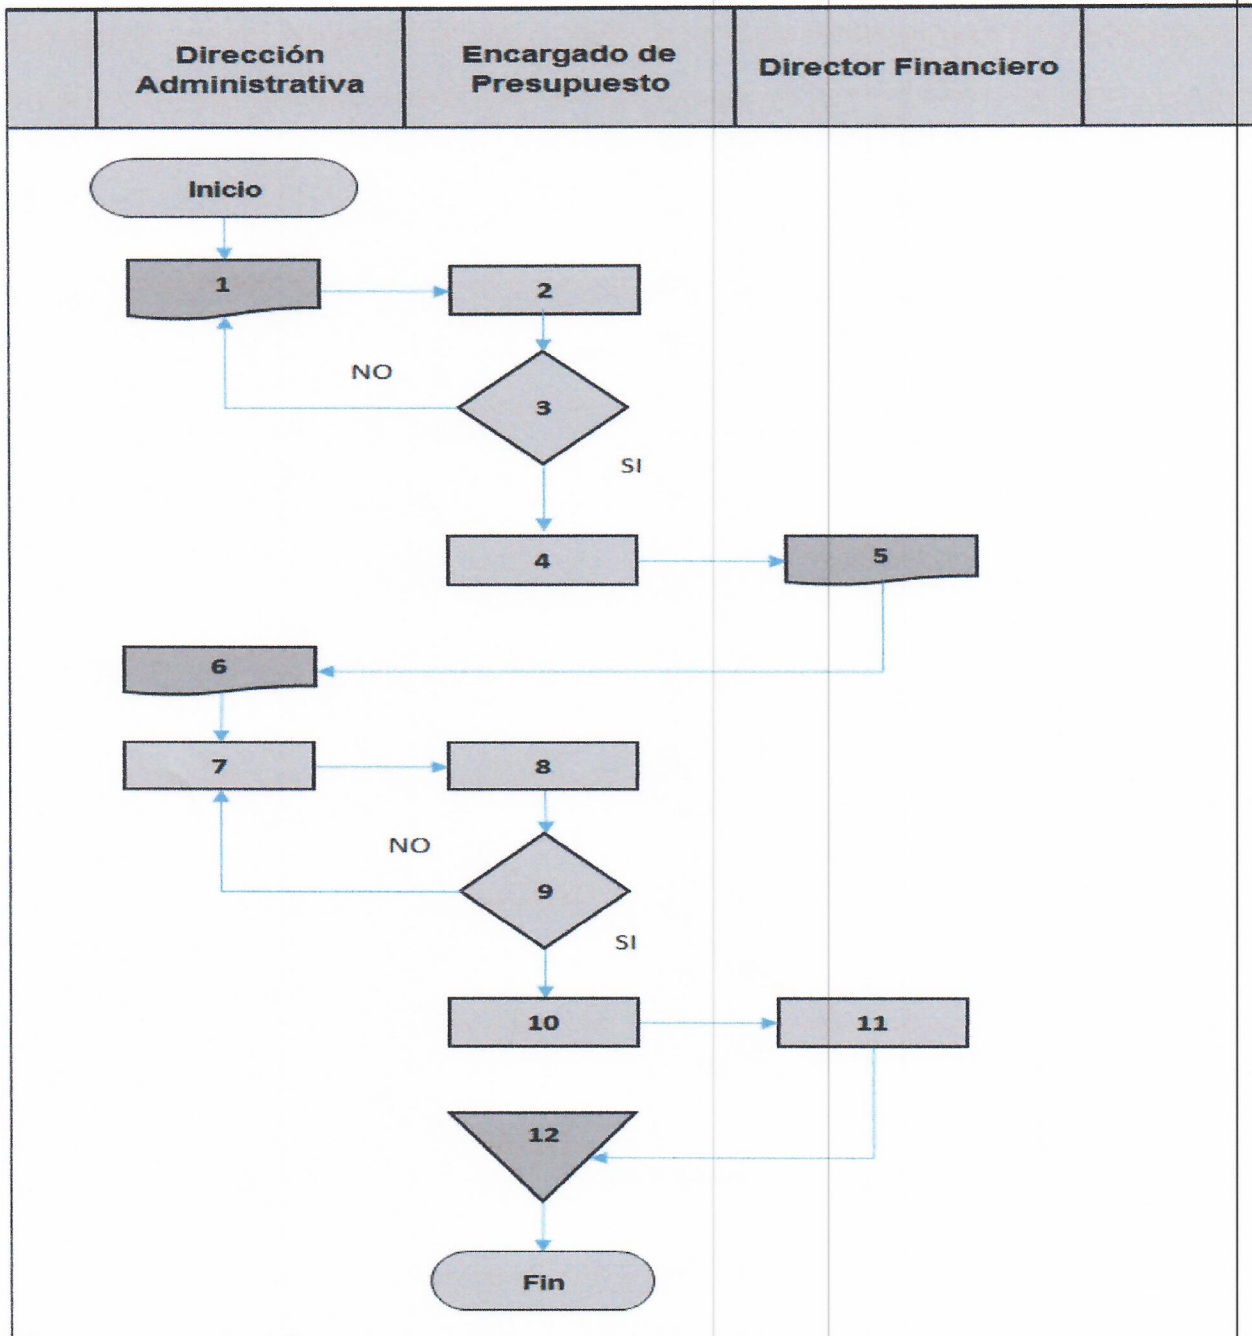 Dirección
Administrativa
Encargado de
Presupuesto
Director Financiero
Inicio
1
2
NO
3
SI
4
5
6
7
8
NO
9
SI
10
11
12
Fin